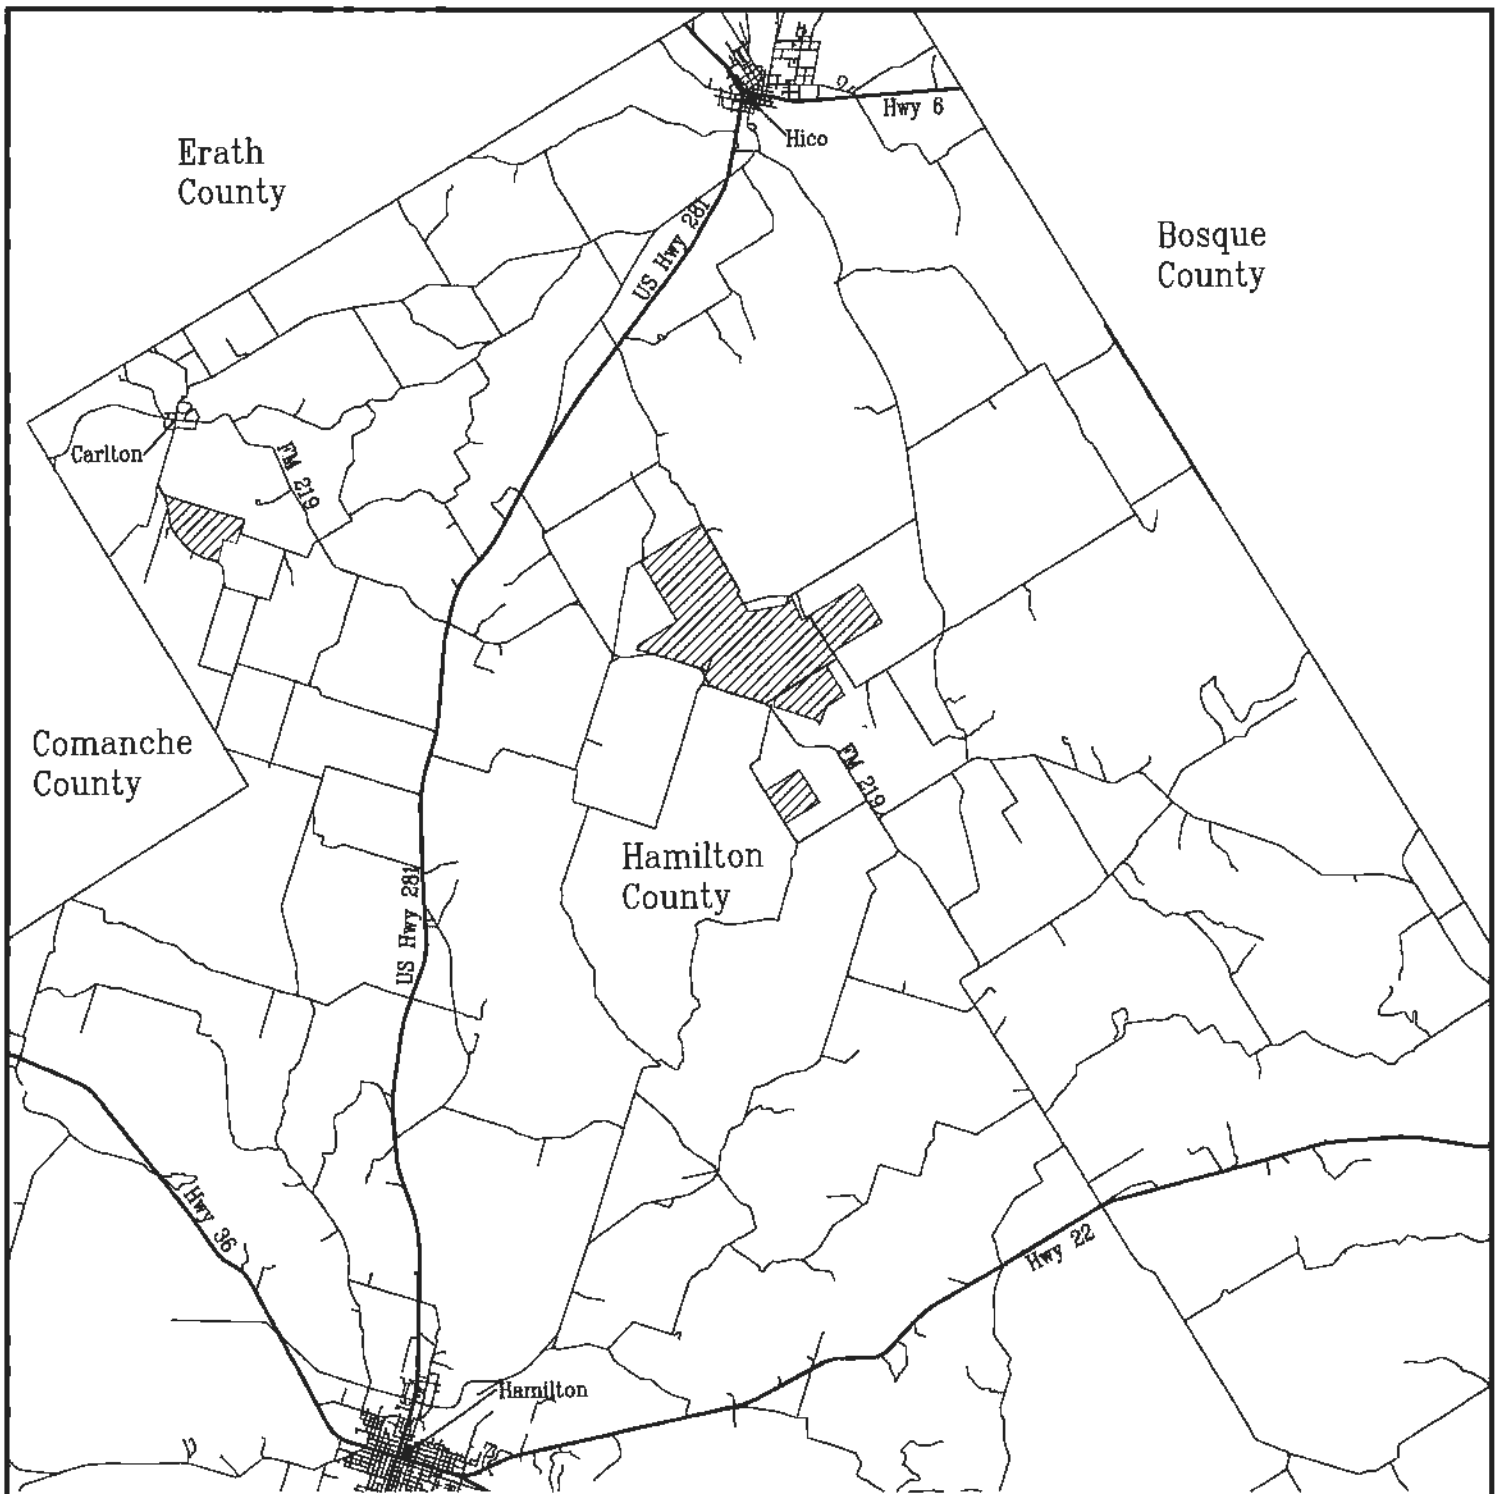 Hwy 6
Hico
Erath
County
US Hwy 281
Bosque
County
Carlton
FM 219
Comanche
County
FM 219
Hamilton
County
US Hwy 281
Hwy 36
Hwy 22
Hamilton